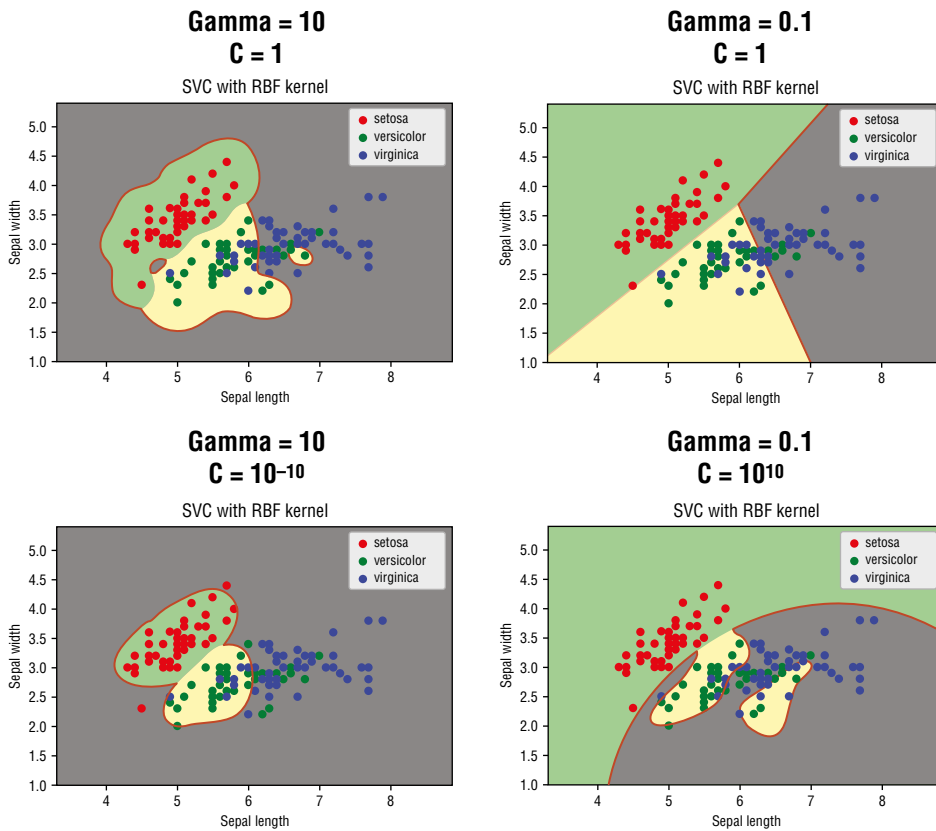 Gamma = 10
C = 1
SVC with RBF kernel
setosa
versicolor
virginica
5.0
4.5
4.0
3.5
3.0
2.5
2.0
1.5
1.0
Sepal width
4 5 6 7 8
Sepal length
Gamma = 0.1
C = 1
SVC with RBF kernel
setosa
versicolor
virginica
5.0
4.5
4.0
3.5
3.0
2.5
2.0
1.5
1.0
Sepal width
4 5 6 7 8
Sepal length
Gamma = 10
C = 10⁻¹⁰
SVC with RBF kernel
setosa
versicolor
virginica
5.0
4.5
4.0
3.5
3.0
2.5
2.0
1.5
1.0
Sepal width
4 5 6 7 8
Sepal length
Gamma = 0.1
C = 10¹⁰
SVC with RBF kernel
setosa
versicolor
virginica
5.0
4.5
4.0
3.5
3.0
2.5
2.0
1.5
1.0
Sepal width
4 5 6 7 8
Sepal length